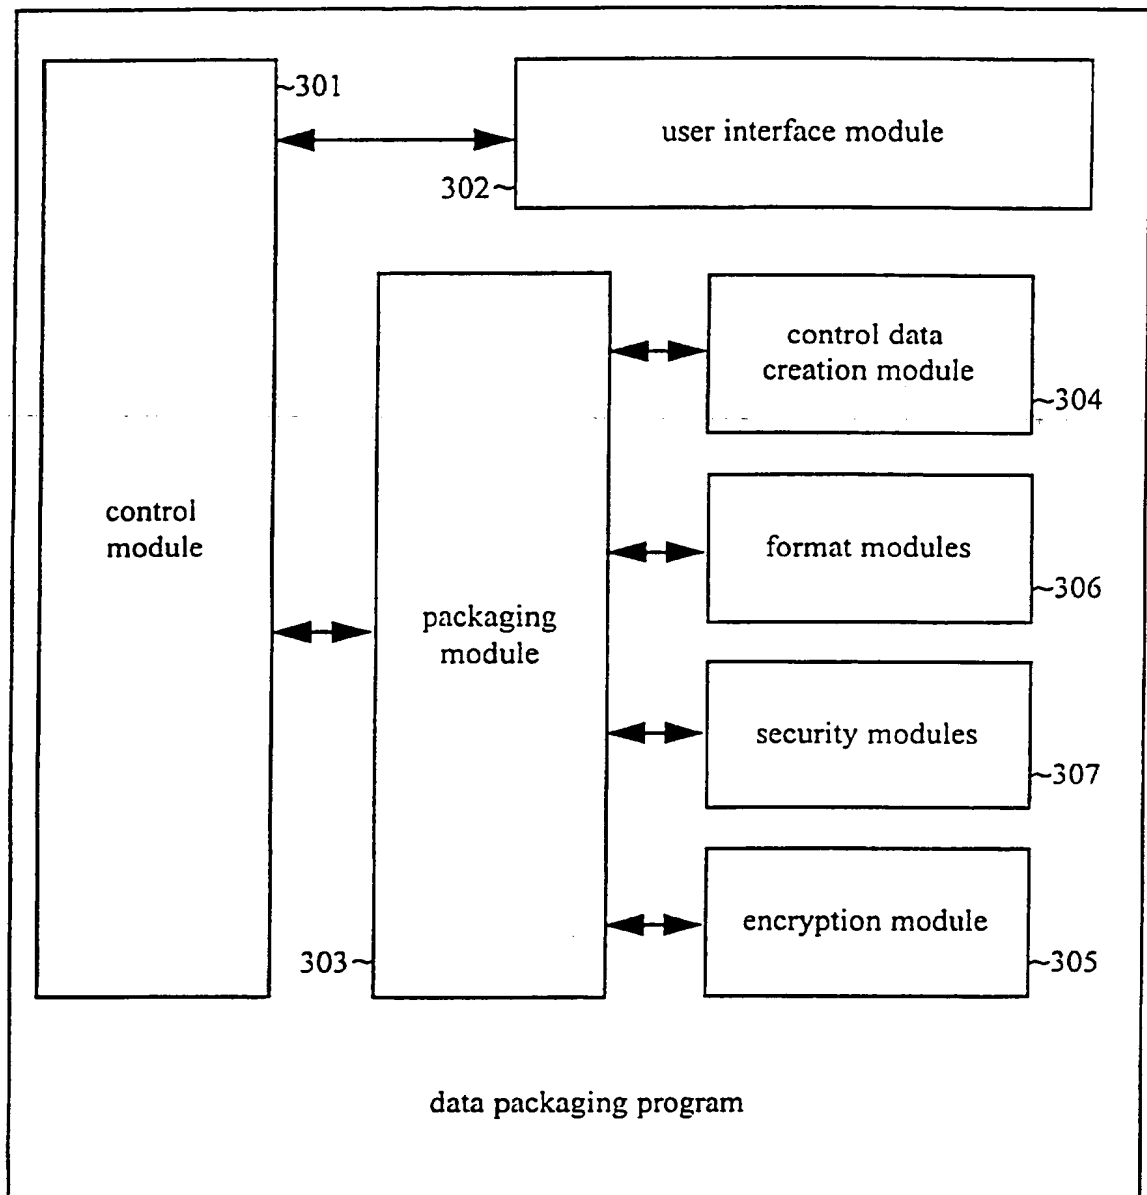 301
user interface module
302
control data
creation module
304
control
module
format modules
306
packaging
module
security modules
307
encryption module
303
305
data packaging program